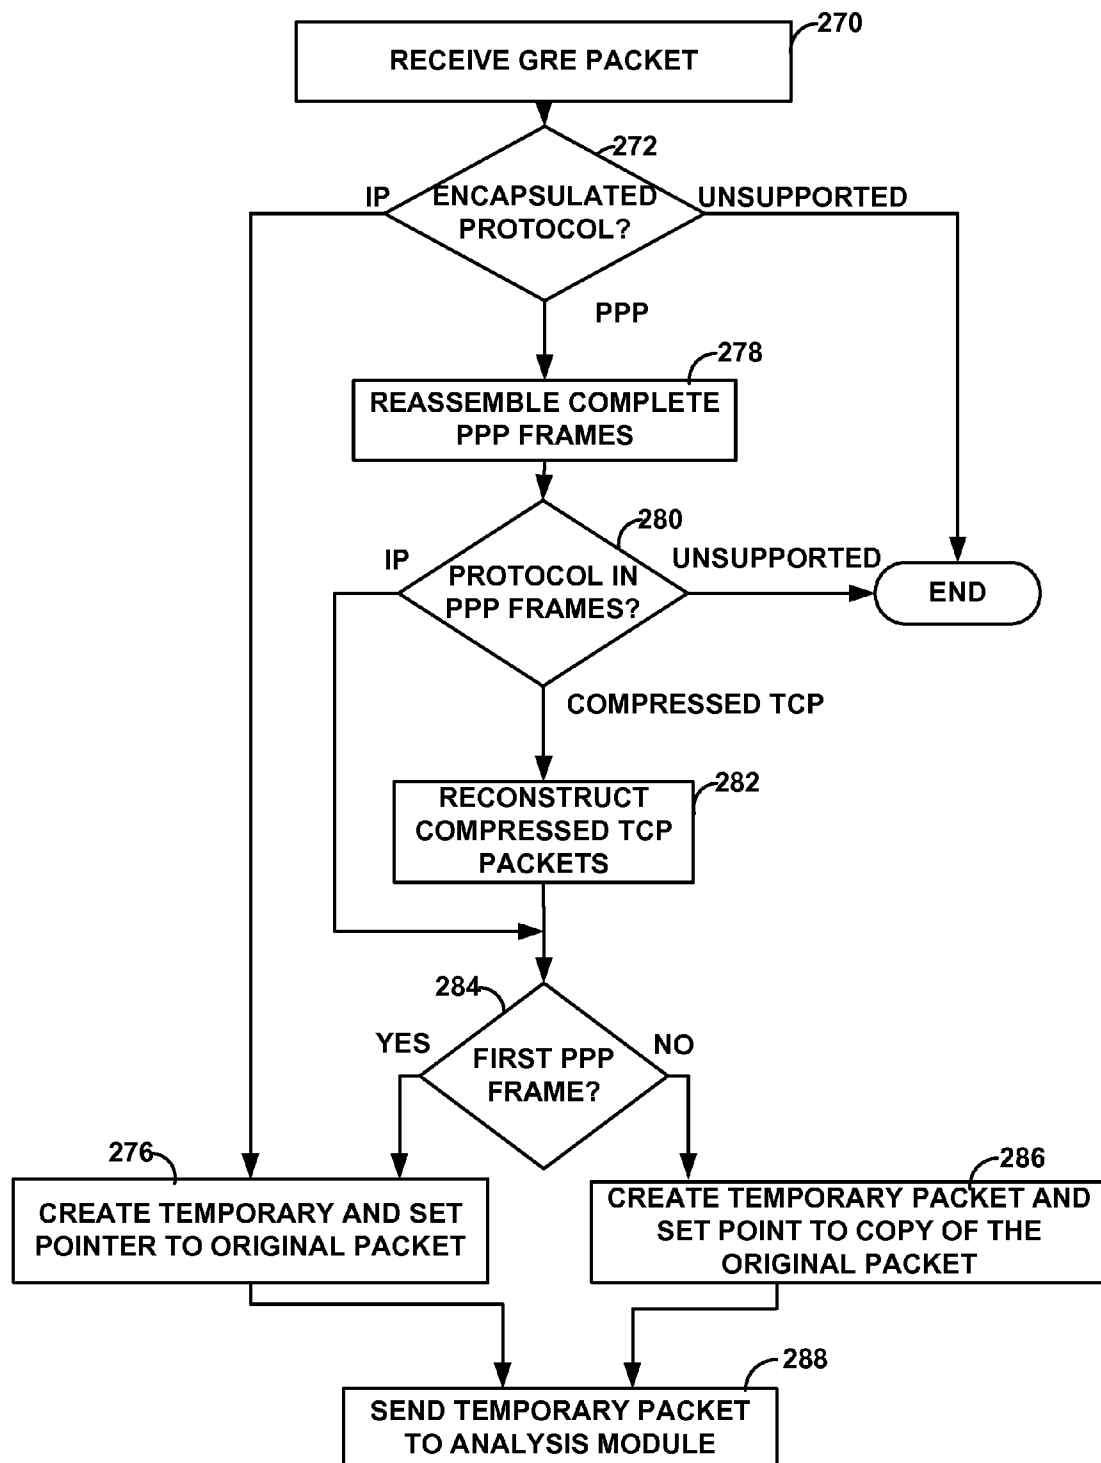 270
RECEIVE GRE PACKET
272
IP
ENCAPSULATED
PROTOCOL?
UNSUPPORTED
PPP
278
REASSEMBLE COMPLETE
PPP FRAMES
280
IP
PROTOCOL IN
PPP FRAMES?
UNSUPPORTED
END
COMPRESSED TCP
282
RECONSTRUCT
COMPRESSED TCP
PACKETS
284
YES
FIRST PPP
FRAME?
NO
276
CREATE TEMPORARY AND SET
POINTER TO ORIGINAL PACKET
286
CREATE TEMPORARY PACKET AND
SET POINT TO COPY OF THE
ORIGINAL PACKET
288
SEND TEMPORARY PACKET
TO ANALYSIS MODULE